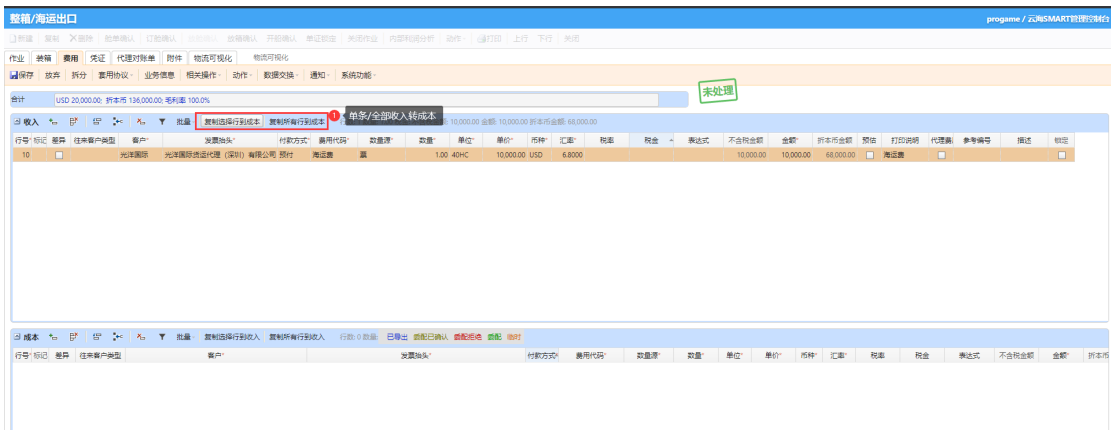 整箱/海运出口 progame / 云海SMART管理控制台
新建 复制 删除 账单确认 订舱确认 放箱确认 开船确认 单证锁定 关闭作业 内部利润分析 动作 打印 上行 下行 关闭
作业 装箱 费用 凭证 代理对账单 附件 物流可视化 物流可视化
保存 放弃 拆分 套用协议 业务信息 相关操作 动作 数据交换 通知 系统功能
未处理
合计 USD 20,000.00; 折本币 136,000.00; 毛利率 100.0%
收入 批量 复制选择行到成本 复制所有行到成本 1 单条/全部收入转成本 10,000.00 金额: 10,000.00 折本币金额: 68,000.00
行号 标记 差异 往来客户类型 客户 发票抬头 付款方式 费用代码 数量源 数量 单位 单价 币种 汇率 税率 税金 表达式 不含税金额 金额 折本币金额 预估 打印说明 代理费 参考编号 描述 锁定
10 光洋国际 光洋国际货运代理（深圳）有限公司 预付 海运费 票 1.00 40HC 10,000.00 USD 6.8000 10,000.00 10,000.00 68,000.00 海运费
成本 批量 复制选择行到收入 复制所有行到收入 行数: 0 数量: 已导出 委配已确认 委配拒绝 委配 临时
行号 标记 差异 往来客户类型 客户 发票抬头 付款方式 费用代码 数量源 数量 单位 单价 币种 汇率 税率 税金 表达式 不含税金额 金额 折本币